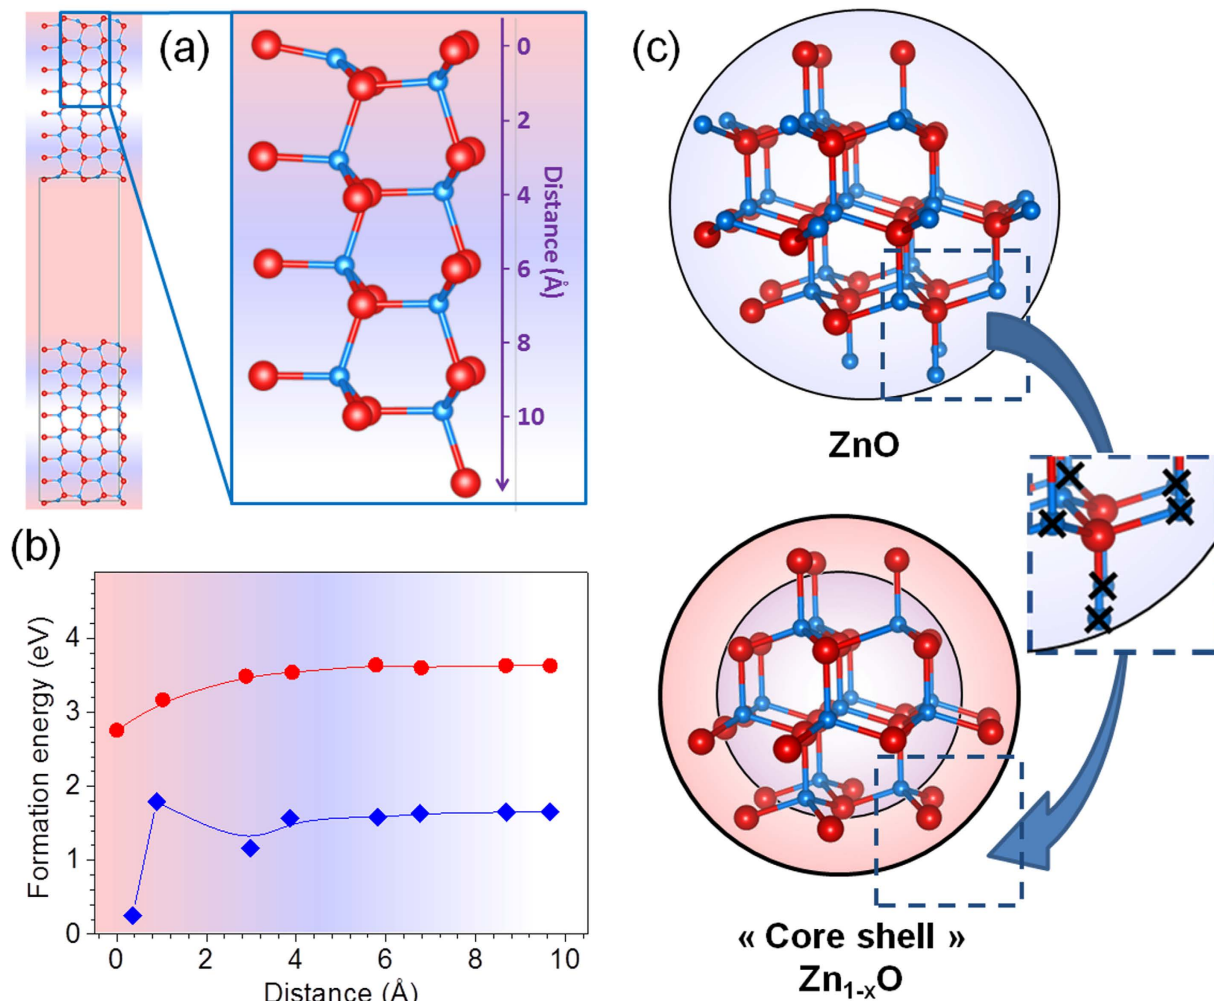 (a)
0
2
4
6
8
10
Distance (Å)
(b)
Formation energy (eV)
4
3
2
1
0
0 2 4 6 8 10
Distance (Å)
(c)
ZnO
« Core shell »
Zn1-xO